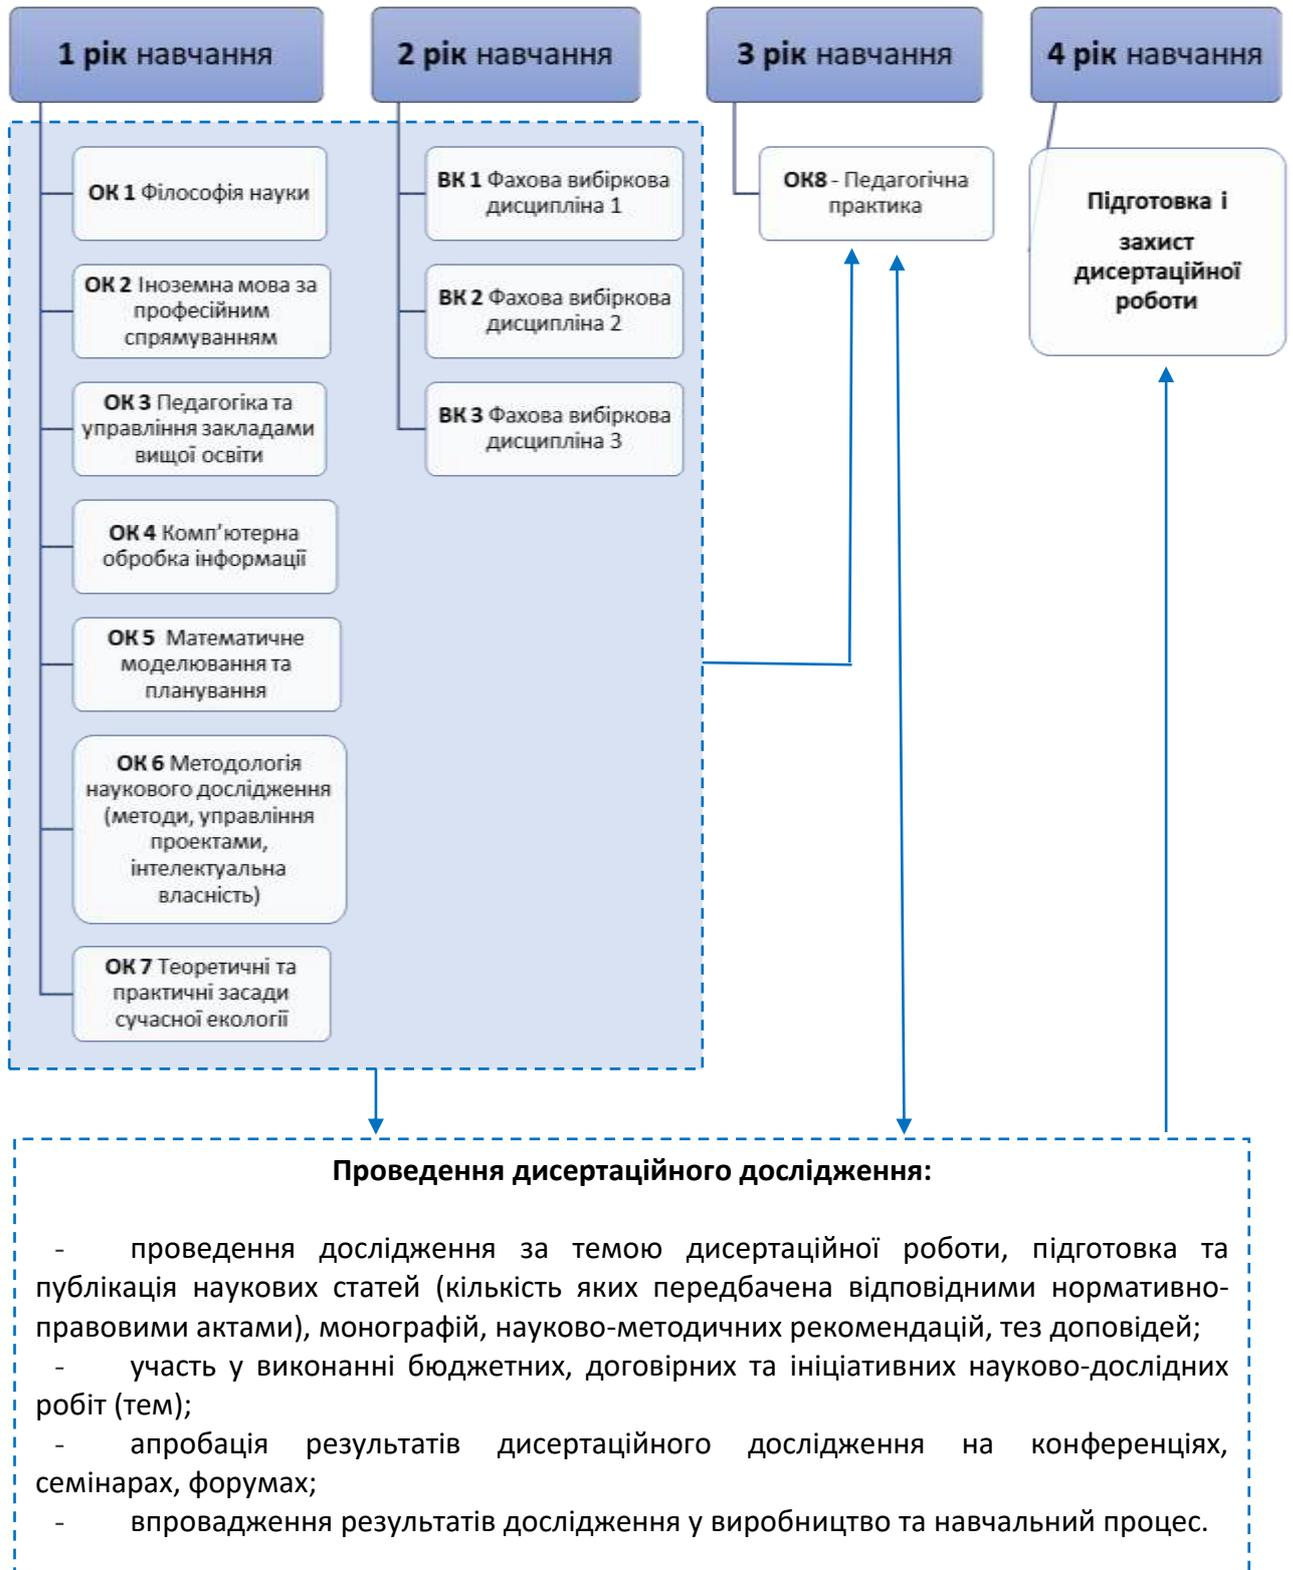 1 рік навчання
ОК 1 Філософія науки
ОК 2 Іноземна мова за
професійним
спрямуванням
ОК 3 Педагогіка та
управління закладами
вищої освіти
ОК 4 Комп’ютерна
обробка інформації
ОК 5 Математичне
моделювання та
планування
ОК 6 Методологія
наукового дослідження
(методи, управління
проектами,
інтелектуальна
власність)
ОК 7 Теоретичні та
практичні засади
сучасної екології
2 рік навчання
ВК 1 Фахова вибіркова
дисципліна 1
ВК 2 Фахова вибіркова
дисципліна 2
ВК 3 Фахова вибіркова
дисципліна 3
3 рік навчання
ОК8 - Педагогічна
практика
4 рік навчання
Підготовка і
захист
дисертаційної
роботи
Проведення дисертаційного дослідження:
- проведення дослідження за темою дисертаційної роботи, підготовка та
публікація наукових статей (кількість яких передбачена відповідними нормативно-
правовими актами), монографій, науково-методичних рекомендацій, тез доповідей;
- участь у виконанні бюджетних, договірних та ініціативних науково-дослідних
робіт (тем);
- апробація результатів дисертаційного дослідження на конференціях,
семінарах, форумах;
- впровадження результатів дослідження у виробництво та навчальний процес.